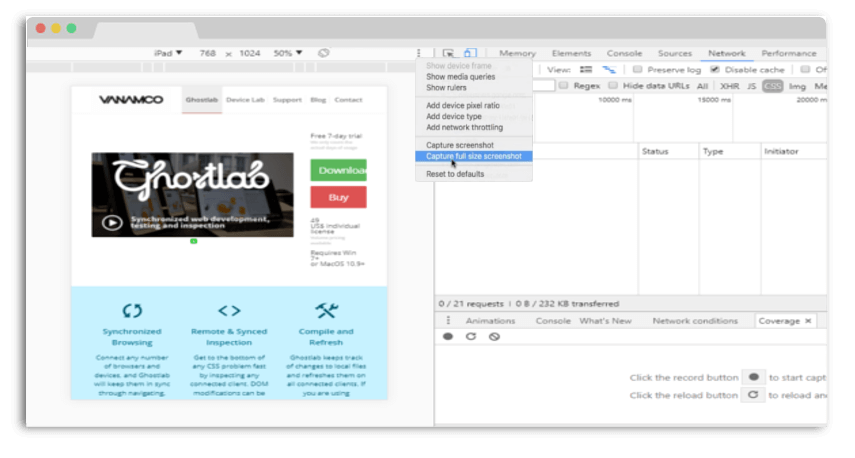 iPad ▼ 768 × 1024 50% ▼
Memory Elements Console Sources Network Performance
View: Preserve log Disable cache Of
Regex Hide data URLs All XHR JS CSS Img Me
10000 ms 15000 ms 20000 m
Show device frame
Show media queries
Show rulers
Add device pixel ratio
Add device type
Add network throttling
Capture screenshot
Capture full size screenshot
Reset to defaults
Status Type Initiator
VANAMCO Ghostlab Device Lab Support Blog Contact
Ghostlab
Synchronized web development,
testing and inspection
Free 7-day trial
Downloa
Buy
49
US$ individual
license
Requires Win
7+
or MacOS 10.9+
Synchronized
Browsing
Connect any number
of browsers and
devices, and Ghostlab
will keep them in sync
through navigating,
Remote & Synced
Inspection
Get to the bottom of
any CSS problem fast
by inspecting any
connected client. DOM
modifications can be
Compile and
Refresh
Ghostlab keeps track
of changes to local files
and refreshes them on
all connected clients. If
you are using
0 / 21 requests | 0 B / 232 KB transferred
Animations Console What's New Network conditions Coverage ×
Click the record button to start capt
Click the reload button to reload and